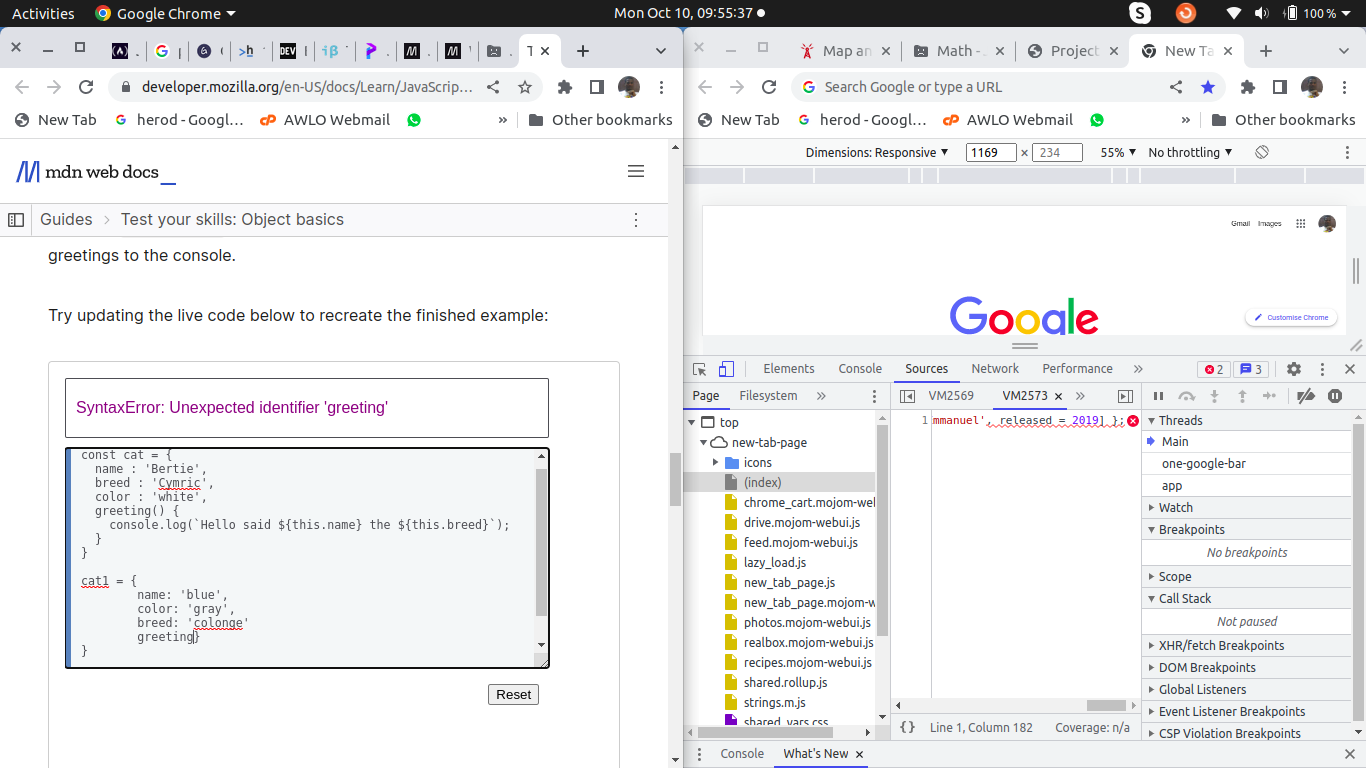 Activities
Google Chrome
Mon Oct 10, 09:55:37
100 %
developer.mozilla.org/en-US/docs/Learn/JavaScrip...
New Tab
herod - Googl...
AWLO Webmail
»
Other bookmarks
mdn web docs_
Guides > Test your skills: Object basics
greetings to the console.
Try updating the live code below to recreate the finished example:
SyntaxError: Unexpected identifier 'greeting'
const cat = {
name : 'Bertie',
breed : 'Cymric',
color : 'white',
greeting() {
console.log(`Hello said ${this.name} the ${this.breed}`);
}
}
cat1 = {
name: 'blue',
color: 'gray',
breed: 'colonge'
greeting}
}
Reset
Map an
Math - .
Project
New Ta
Search Google or type a URL
New Tab
herod - Googl...
AWLO Webmail
»
Other bookmarks
Dimensions: Responsive
1169 × 234
55%
No throttling
Gmail Images
Google
Customise Chrome
Elements
Console
Sources
Network
Performance
»
2
3
Page
Filesystem
»
VM2569
VM2573
»
top
new-tab-page
icons
(index)
chrome_cart.mojom-wel
drive.mojom-webui.js
feed.mojom-webui.js
lazy_load.js
new_tab_page.js
new_tab_page.mojom-w
photos.mojom-webui.js
realbox.mojom-webui.js
recipes.mojom-webui.js
shared.rollup.js
strings.m.js
shared_vars.css
1 mmanuel', released = 2019] };
{ } Line 1, Column 182
Coverage: n/a
Threads
Main
one-google-bar
app
Watch
Breakpoints
No breakpoints
Scope
Call Stack
Not paused
XHR/fetch Breakpoints
DOM Breakpoints
Global Listeners
Event Listener Breakpoints
CSP Violation Breakpoints
Console
What's New